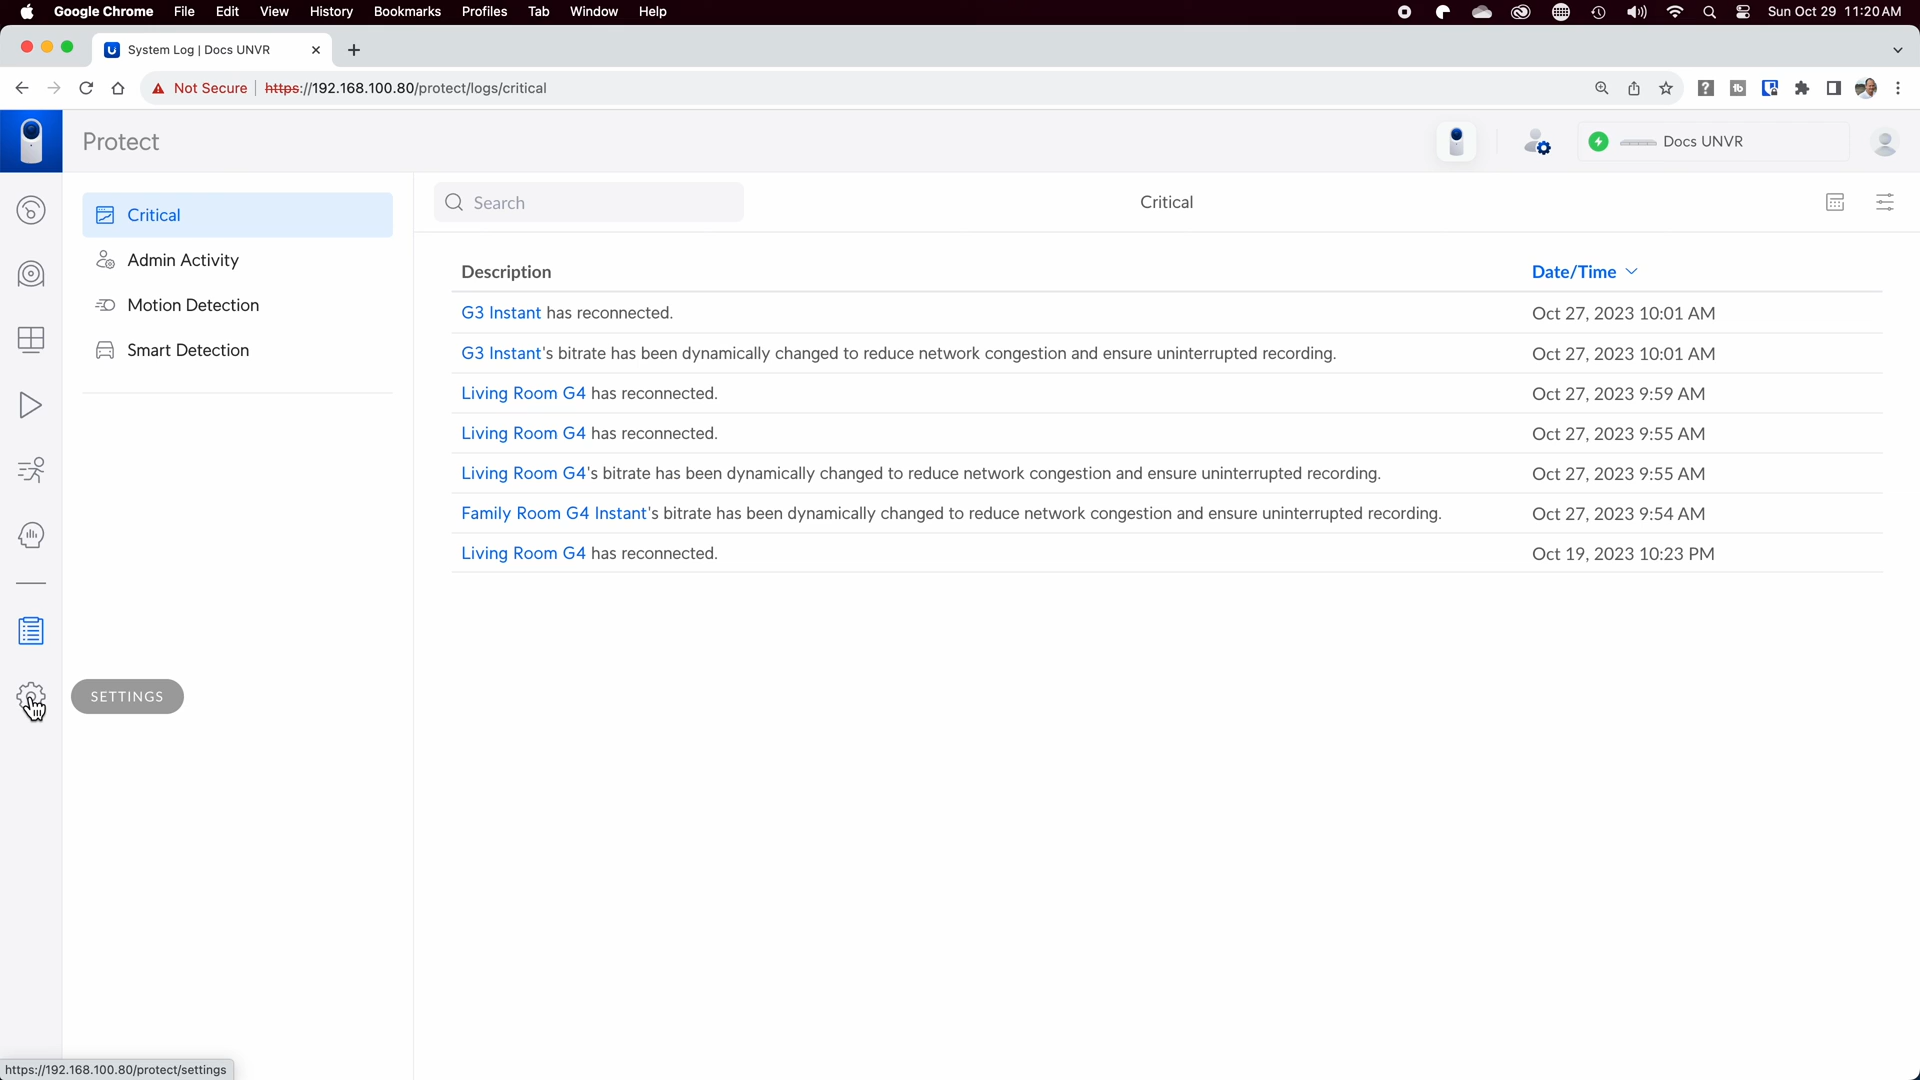 Google Chrome File Edit View History Bookmarks Profiles Tab Window Help Sun Oct 29 11:20 AM
System Log | Docs UNVR
Not Secure https://192.168.100.80/protect/logs/critical
Protect Docs UNVR
Critical
Admin Activity
Motion Detection
Smart Detection
SETTINGS
Search Critical
Description Date/Time
G3 Instant has reconnected. Oct 27, 2023 10:01 AM
G3 Instant's bitrate has been dynamically changed to reduce network congestion and ensure uninterrupted recording. Oct 27, 2023 10:01 AM
Living Room G4 has reconnected. Oct 27, 2023 9:59 AM
Living Room G4 has reconnected. Oct 27, 2023 9:55 AM
Living Room G4's bitrate has been dynamically changed to reduce network congestion and ensure uninterrupted recording. Oct 27, 2023 9:55 AM
Family Room G4 Instant's bitrate has been dynamically changed to reduce network congestion and ensure uninterrupted recording. Oct 27, 2023 9:54 AM
Living Room G4 has reconnected. Oct 19, 2023 10:23 PM
https://192.168.100.80/protect/settings